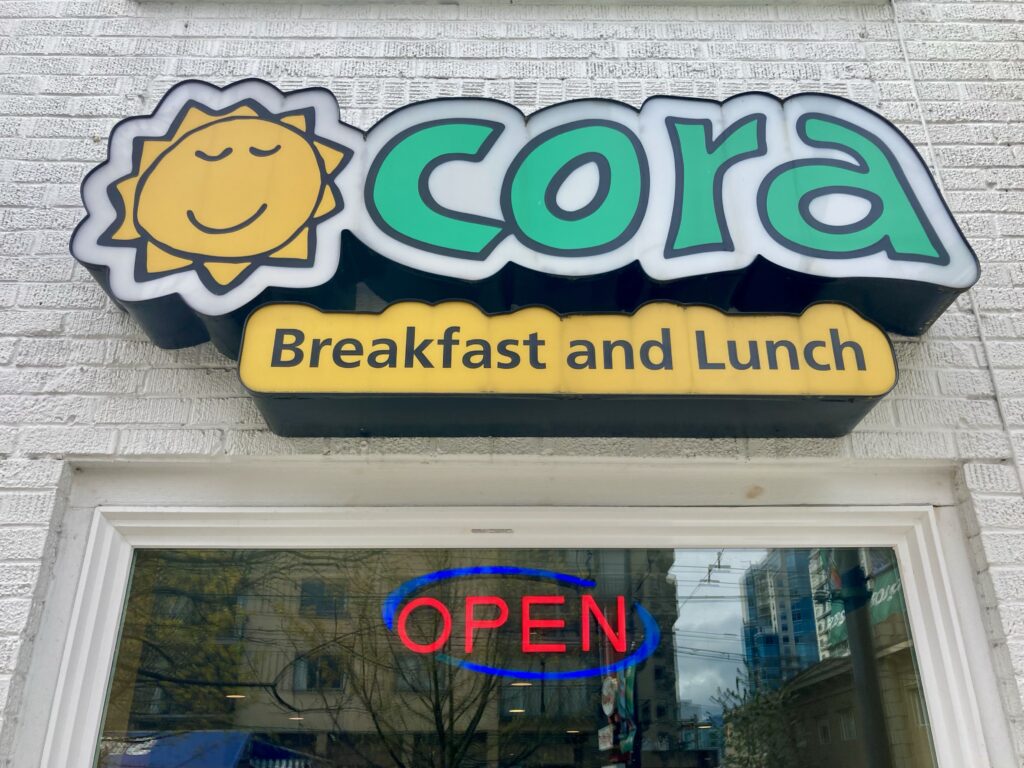 cora
Breakfast and Lunch
OPEN